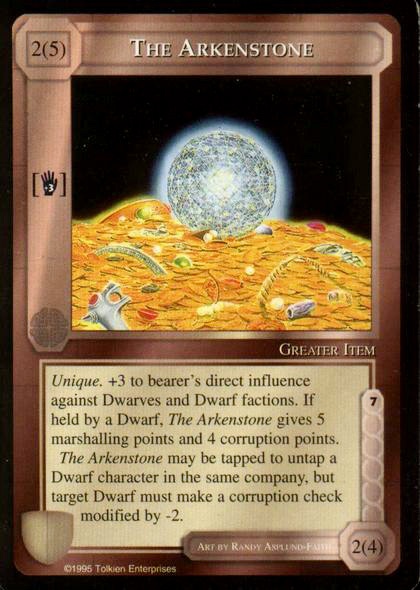 2(5)
THE ARKENSTONE
[3]
GREATER ITEM
Unique. +3 to bearer's direct influence
against Dwarves and Dwarf factions. If
held by a Dwarf, The Arkenstone gives 5
marshalling points and 4 corruption points.
The Arkenstone may be tapped to untap a
Dwarf character in the same company, but
target Dwarf must make a corruption check
modified by -2.
7
ART BY RANDY ASPLUND-FAITH
2(4)
©1995 Tolkien Enterprises